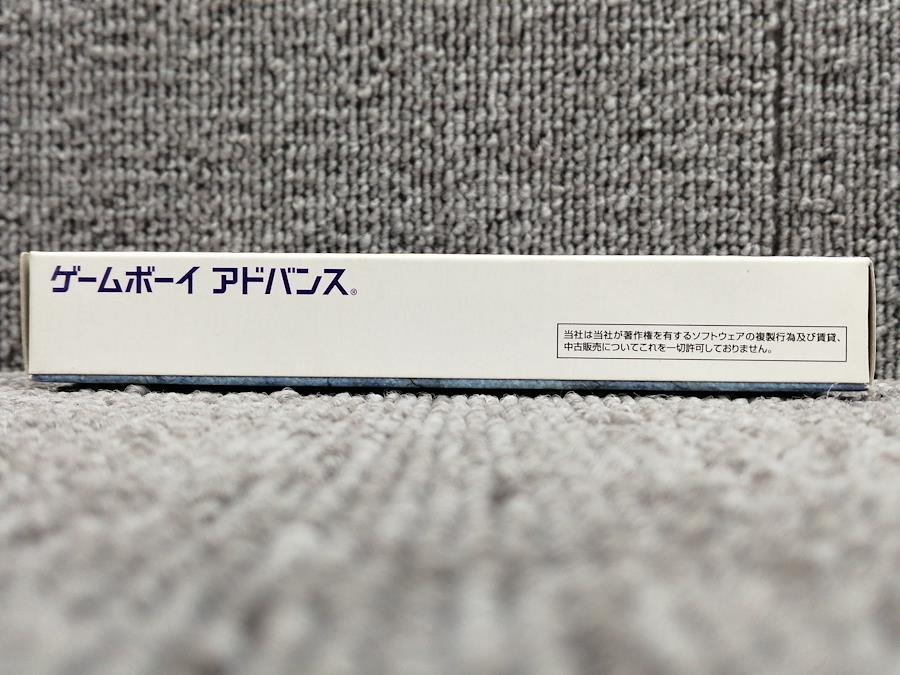 ゲームボーイ アドバンス®
当社は当社が著作権を有するソフトウェアの複製行為及び賃貸、
中古販売についてこれを一切許可しておりません。